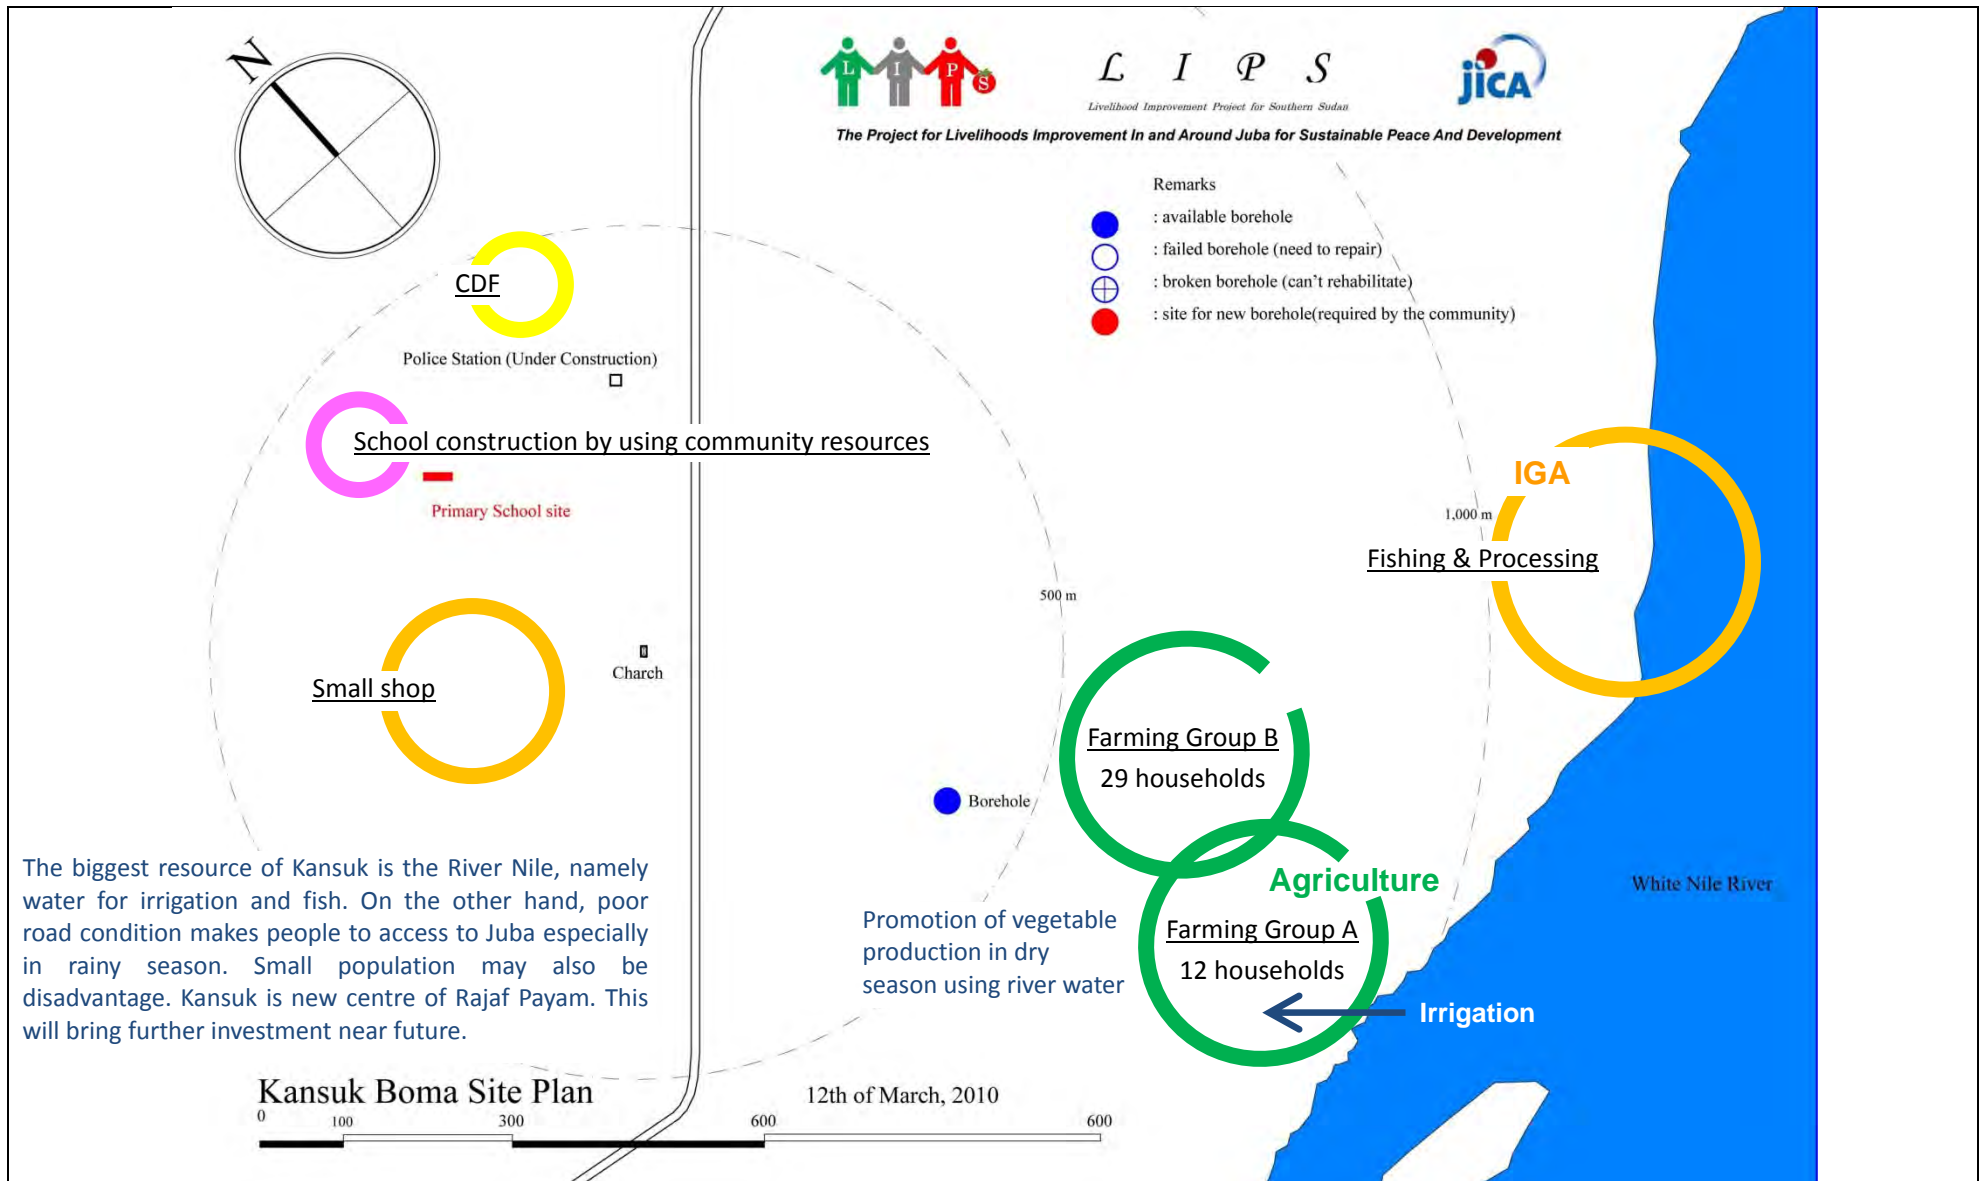 N
L I P S
L I P S
Livelihood Improvement Project for Southern Sudan
jICA
The Project for Livelihoods Improvement In and Around Juba for Sustainable Peace And Development
Remarks
: available borehole
: failed borehole (need to repair)
: broken borehole (can't rehabilitate)
: site for new borehole(required by the community)
CDF
Police Station (Under Construction)
School construction by using community resources
Primary School site
IGA
1,000 m
Fishing & Processing
500 m
Charch
Small shop
Farming Group B
29 households
Borehole
Agriculture
White Nile River
Farming Group A
12 households
Irrigation
The biggest resource of Kansuk is the River Nile, namely
water for irrigation and fish. On the other hand, poor
road condition makes people to access to Juba especially
in rainy season. Small population may also be
disadvantage. Kansuk is new centre of Rajaf Payam. This
will bring further investment near future.
Promotion of vegetable
production in dry
season using river water
Kansuk Boma Site Plan
12th of March, 2010
0 100 300 600 600